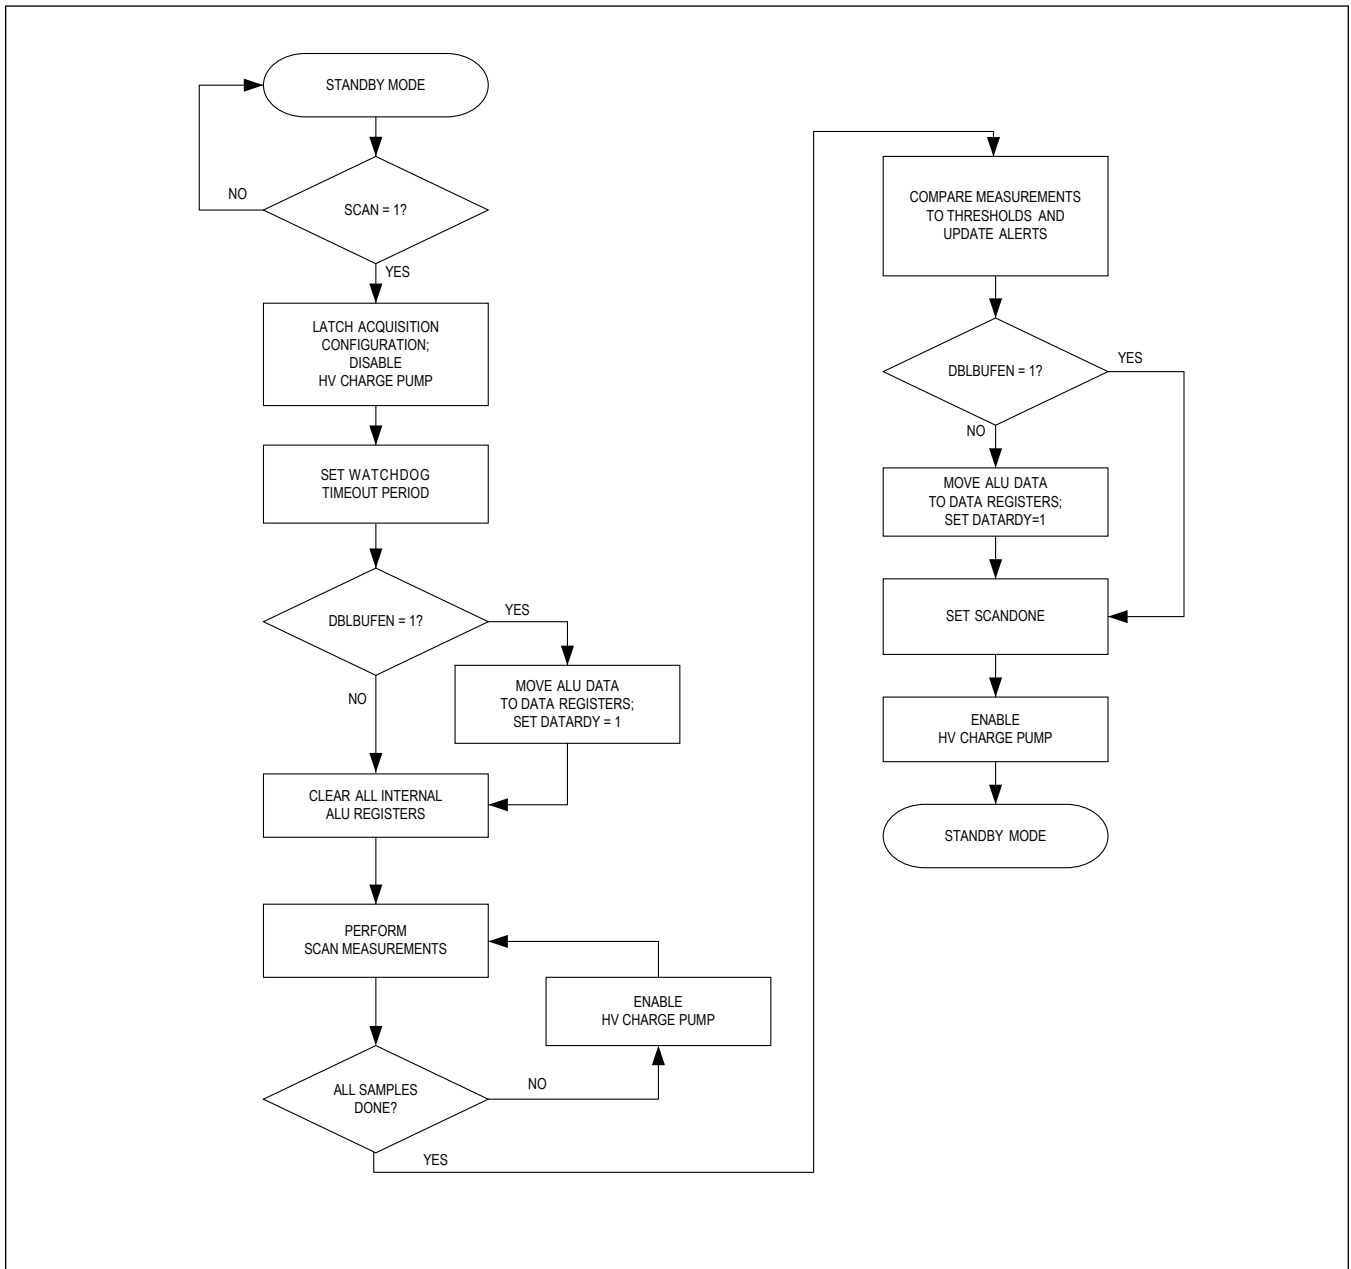 STANDBY MODE
NO
SCAN = 1?
YES
LATCH ACQUISITION
CONFIGURATION;
DISABLE
HV CHARGE PUMP
SET WATCHDOG
TIMEOUT PERIOD
DBLBUFEN = 1?
YES
NO
MOVE ALU DATA
TO DATA REGISTERS;
SET DATARDY = 1
CLEAR ALL INTERNAL
ALU REGISTERS
PERFORM
SCAN MEASUREMENTS
ENABLE
HV CHARGE PUMP
ALL SAMPLES
DONE?
NO
YES
COMPARE MEASUREMENTS
TO THRESHOLDS AND
UPDATE ALERTS
DBLBUFEN = 1?
YES
NO
MOVE ALU DATA
TO DATA REGISTERS;
SET DATARDY=1
SET SCANDONE
ENABLE
HV CHARGE PUMP
STANDBY MODE